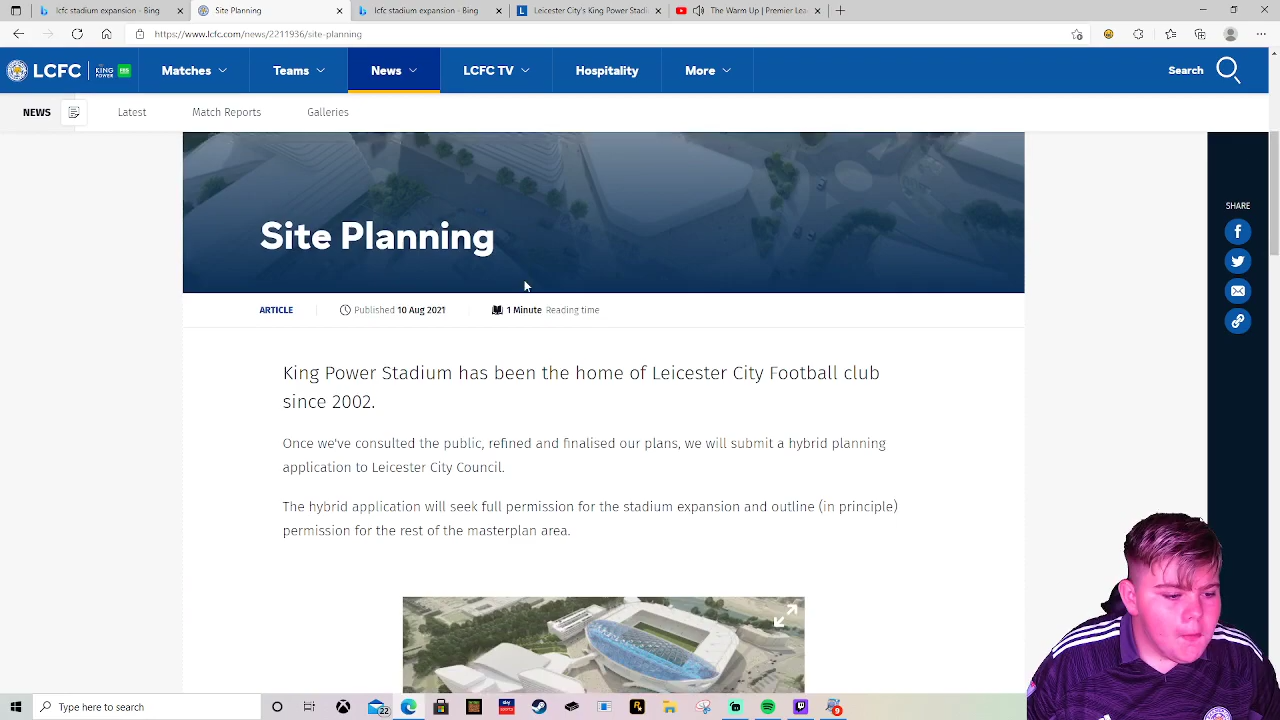 lcfc stadium expansion - Bing
Site Planning
lcfc stadium expansion - Bing
Leicester City's King Power Stadiu
The Warm Up | Premier Lea
https://www.lcfc.com/news/2211936/site-planning
LCFC
KING POWER
Matches
Teams
News
LCFC TV
Hospitality
More
Search
NEWS
Latest
Match Reports
Galleries
Site Planning
SHARE
ARTICLE
Published 10 Aug 2021
1 Minute Reading time
King Power Stadium has been the home of Leicester City Football club
since 2002.
Once we've consulted the public, refined and finalised our plans, we will submit a hybrid planning
application to Leicester City Council.
The hybrid application will seek full permission for the stadium expansion and outline (in principle)
permission for the rest of the masterplan area.
Type here to search
22
9